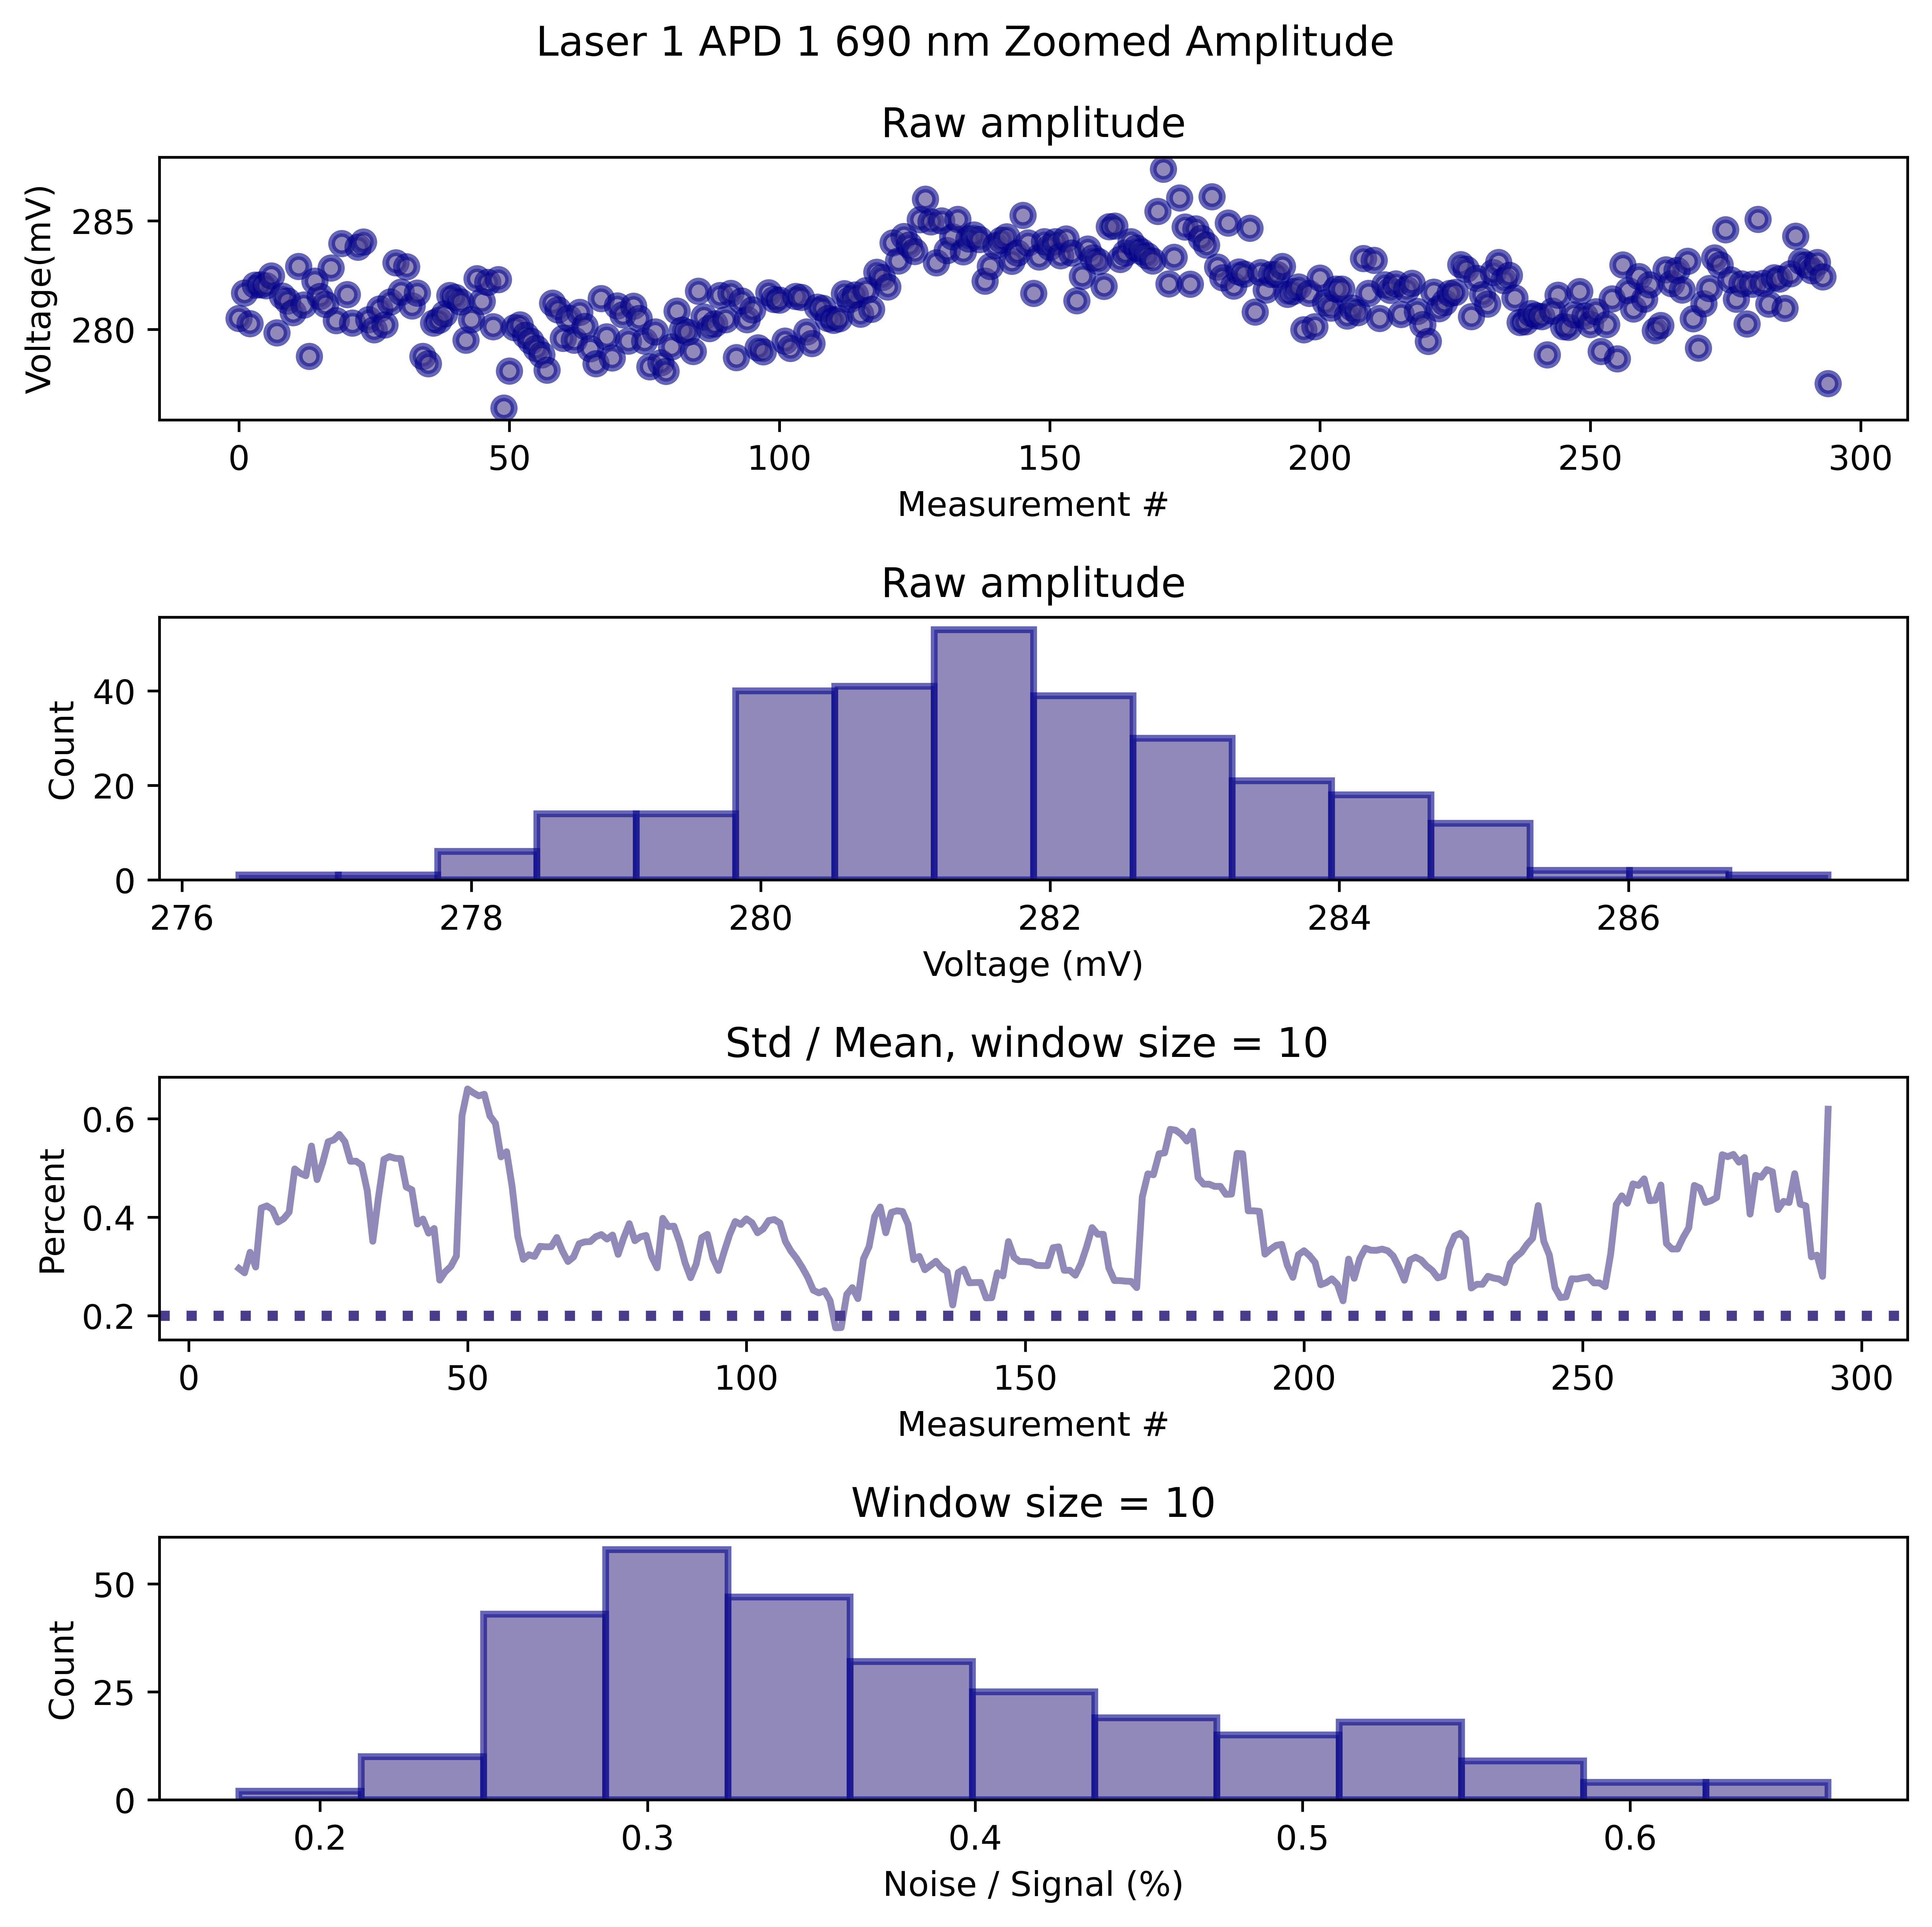 Laser 1 APD 1 690 nm Zoomed Amplitude
Raw amplitude
Voltage(mV)
285
280
0 50 100 150 200 250 300
Measurement #
Raw amplitude
Count
40
20
0
276 278 280 282 284 286
Voltage (mV)
Std / Mean, window size = 10
Percent
0.6
0.4
0.2
0 50 100 150 200 250 300
Measurement #
Window size = 10
Count
50
25
0
0.2 0.3 0.4 0.5 0.6
Noise / Signal (%)